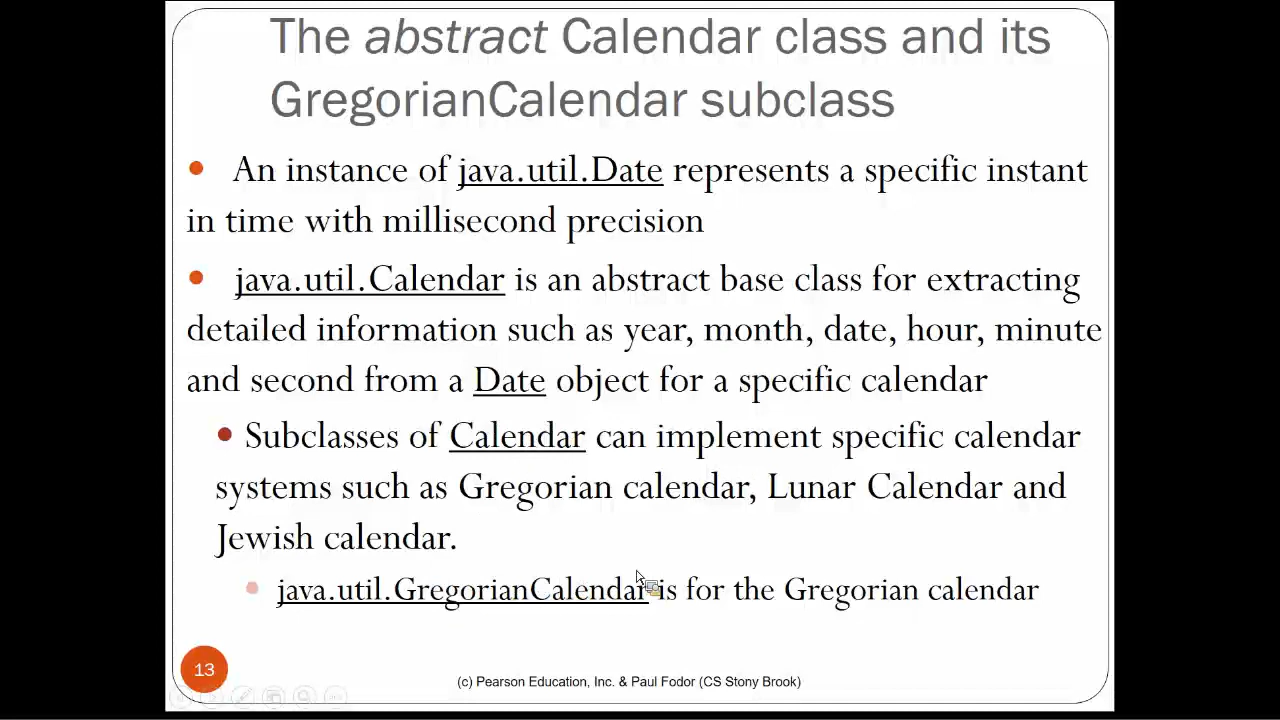 The abstract Calendar class and its
GregorianCalendar subclass
• An instance of java.util.Date represents a specific instant
in time with millisecond precision
• java.util.Calendar is an abstract base class for extracting
detailed information such as year, month, date, hour, minute
and second from a Date object for a specific calendar
• Subclasses of Calendar can implement specific calendar
systems such as Gregorian calendar, Lunar Calendar and
Jewish calendar.
• java.util.GregorianCalendar is for the Gregorian calendar
13
(c) Pearson Education, Inc. & Paul Fodor (CS Stony Brook)